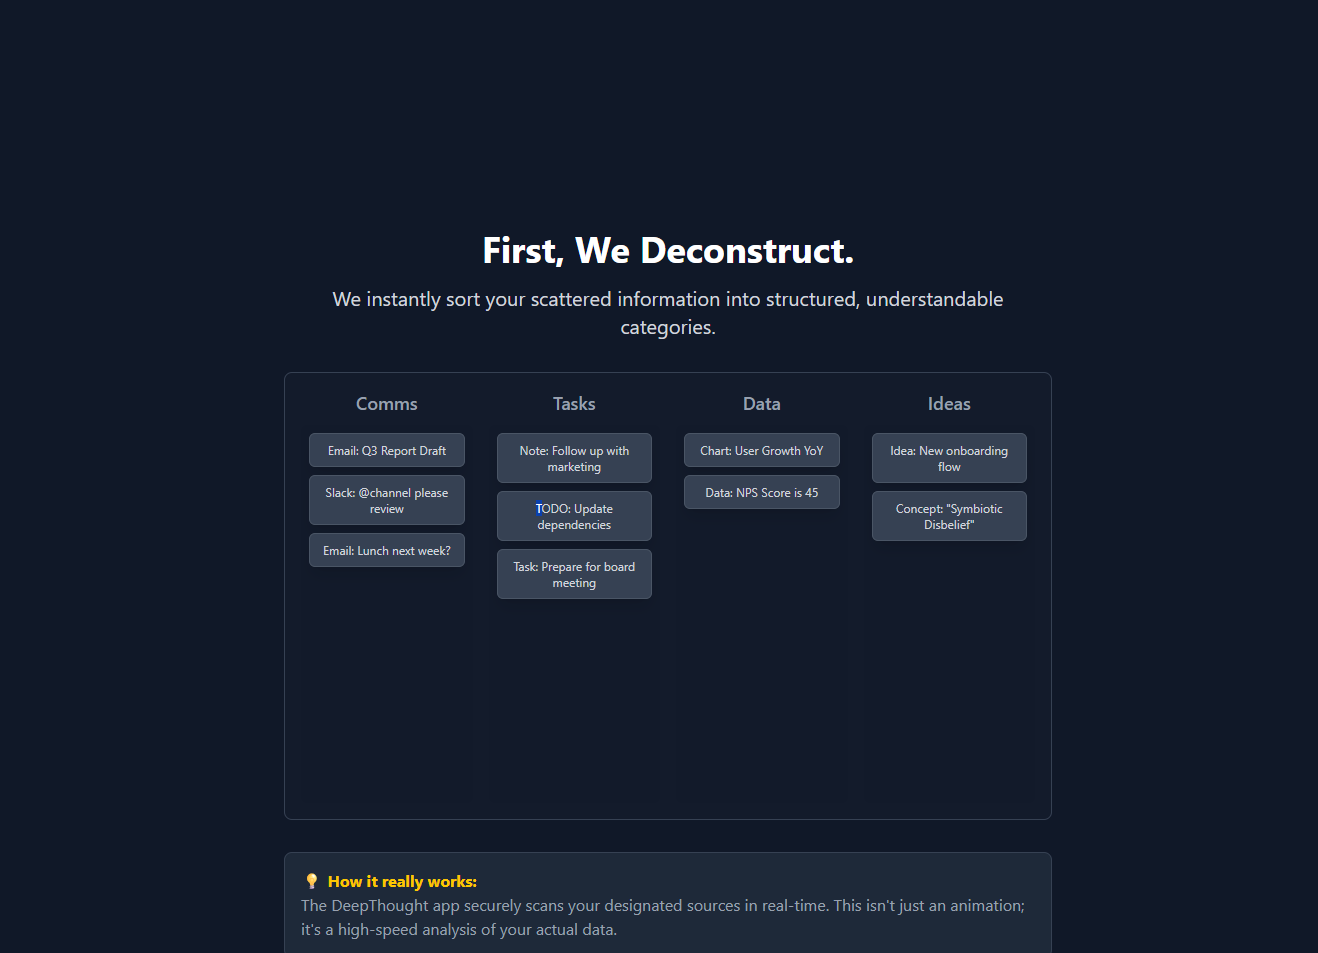 First, We Deconstruct.
We instantly sort your scattered information into structured, understandable
categories.
Comms
Email: Q3 Report Draft
Slack: @channel please
review
Email: Lunch next week?
Tasks
Note: Follow up with
marketing
TODO: Update
dependencies
Task: Prepare for board
meeting
Data
Chart: User Growth YoY
Data: NPS Score is 45
Ideas
Idea: New onboarding
flow
Concept: "Symbiotic
Disbelief"
💡 How it really works:
The DeepThought app securely scans your designated sources in real-time. This isn't just an animation;
it's a high-speed analysis of your actual data.